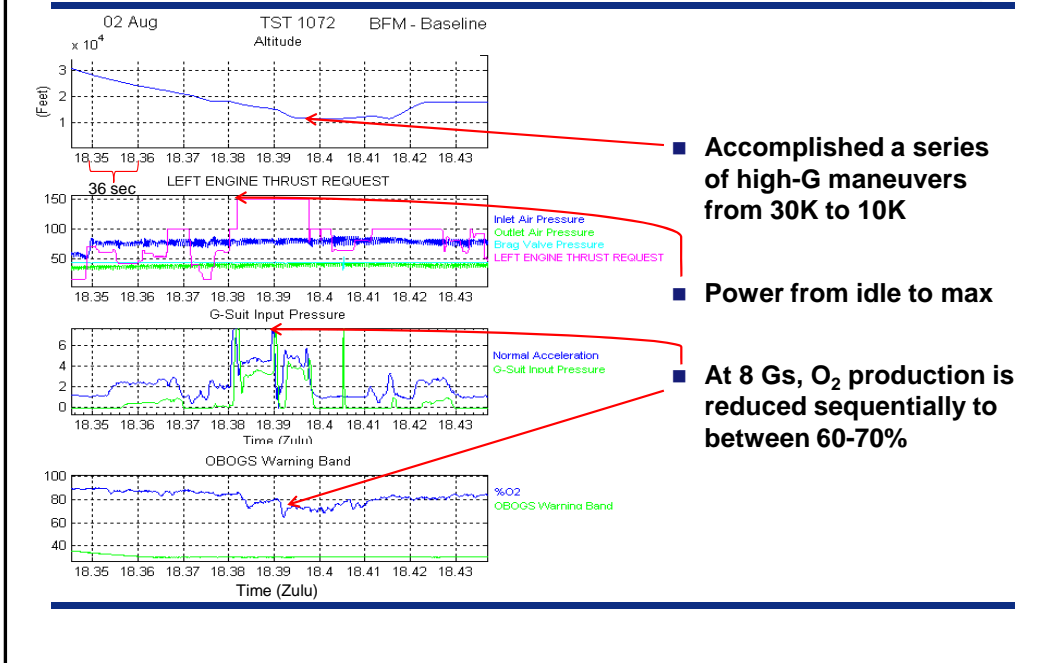 02 Aug TST 1072 BFM - Baseline
x 10⁴ Altitude
(Feet)
3
2
1
18.35 18.36 18.37 18.38 18.39 18.4 18.41 18.42 18.43
36 sec
LEFT ENGINE THRUST REQUEST
150
100
50
Inlet Air Pressure
Outlet Air Pressure
Brag Valve Pressure
LEFT ENGINE THRUST REQUEST
18.35 18.36 18.37 18.38 18.39 18.4 18.41 18.42 18.43
G-Suit Input Pressure
6
4
2
0
Normal Acceleration
G-Suit Input Pressure
18.35 18.36 18.37 18.38 18.39 18.4 18.41 18.42 18.43
Time (Zulu)
OBOGS Warning Band
100
80
60
40
%O2
OBOGS Warning Band
18.35 18.36 18.37 18.38 18.39 18.4 18.41 18.42 18.43
Time (Zulu)
■ Accomplished a series
of high-G maneuvers
from 30K to 10K
■ Power from idle to max
■ At 8 Gs, O₂ production is
reduced sequentially to
between 60-70%